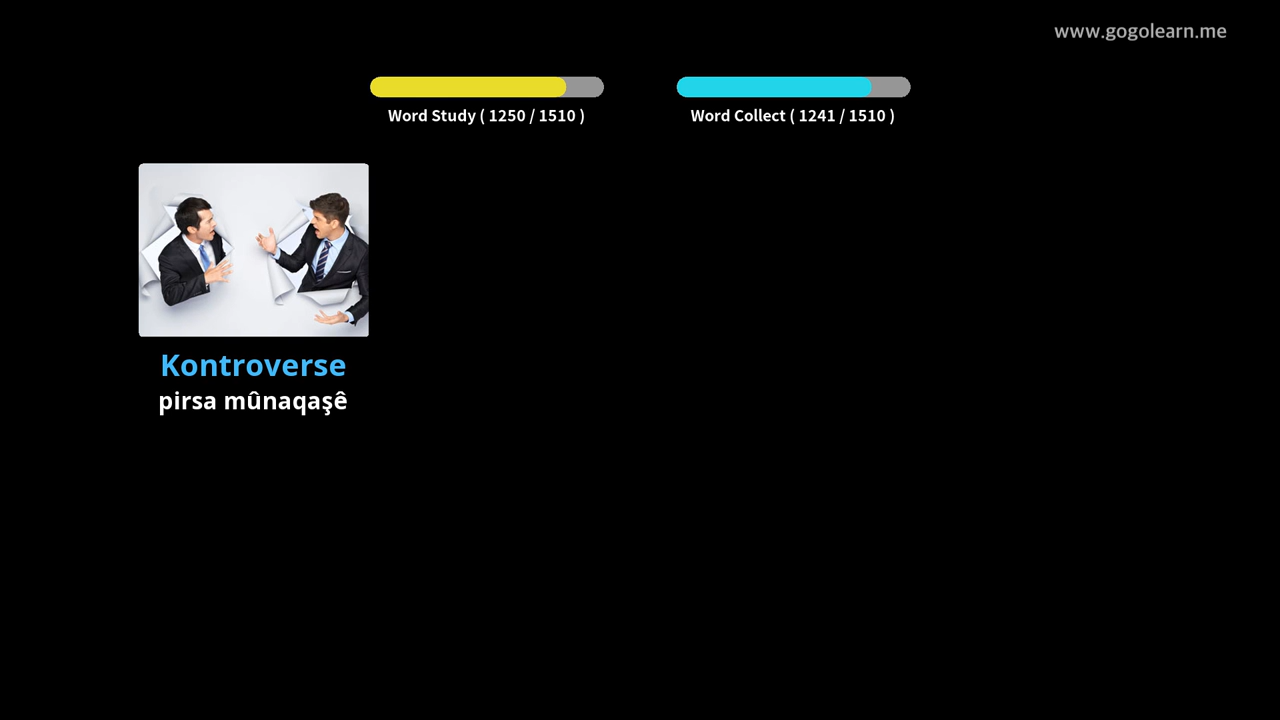 www.gogolearn.me
Word Study ( 1250 / 1510 )
Word Collect ( 1241 / 1510 )
Kontroverse
pirsa mûnaqaşê